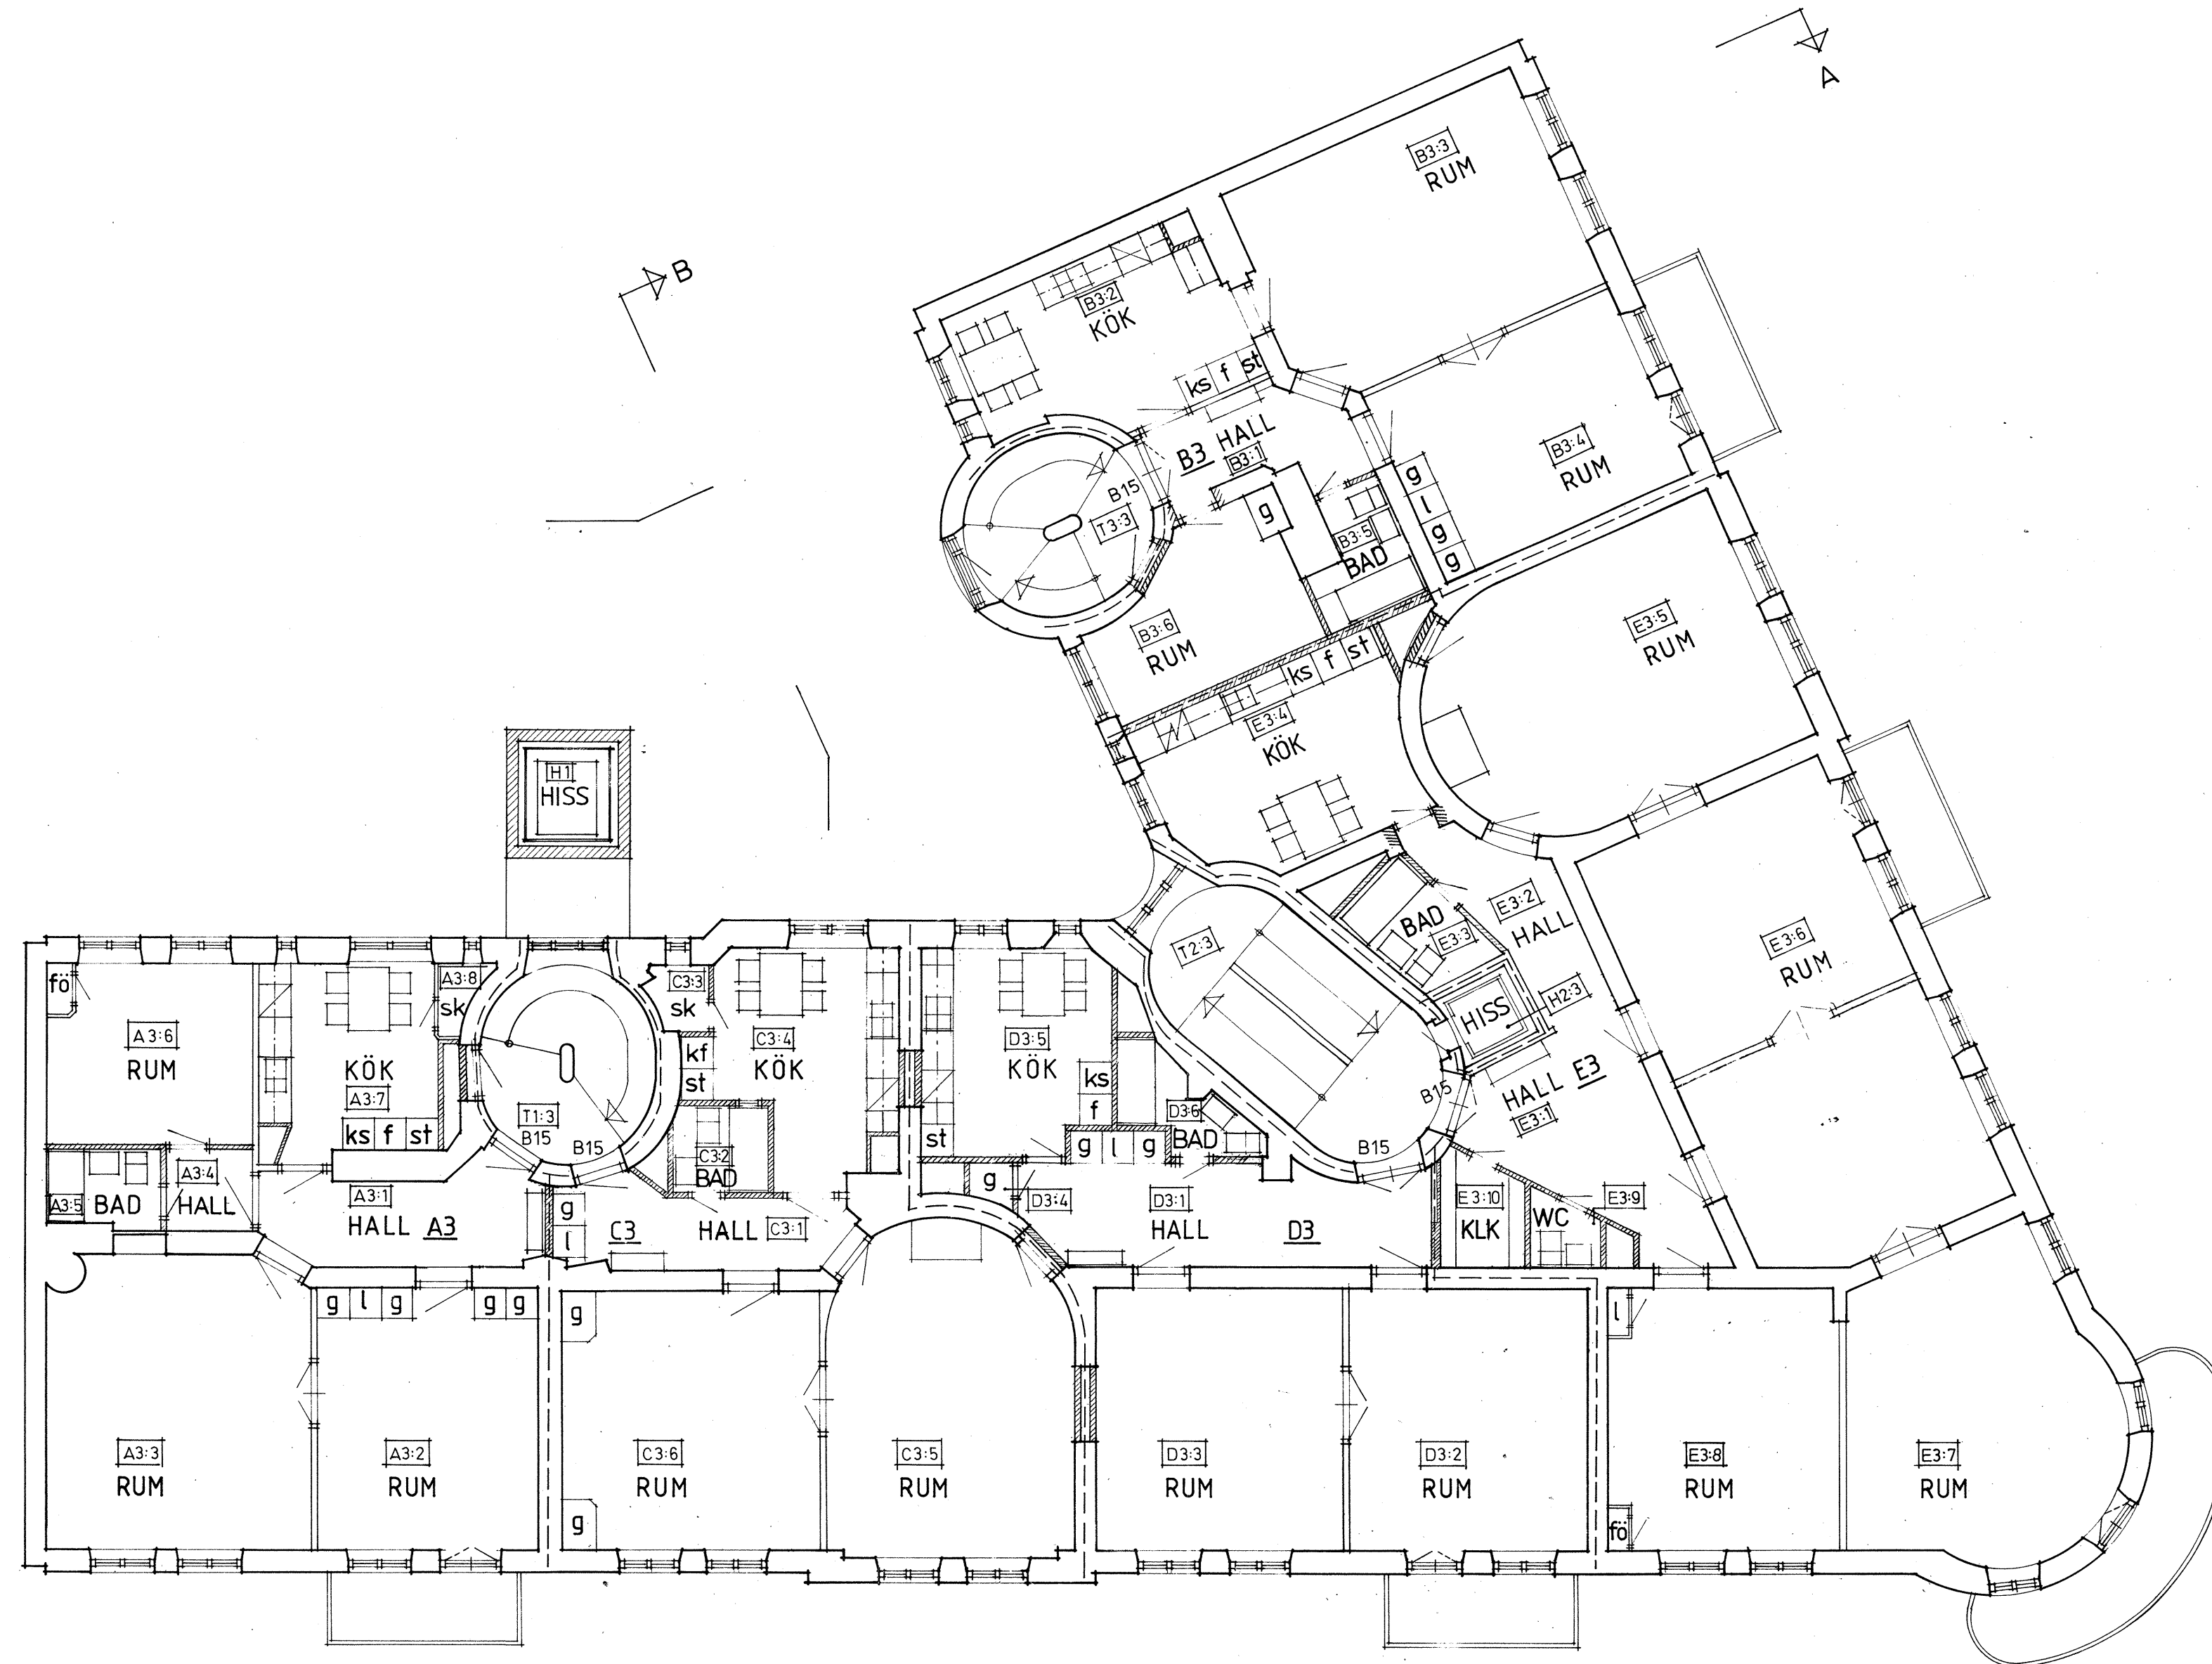 A
B
B3:3
RUM
B3:2
KÖK
ks f st
B3 HALL
B3:1
B3:4
RUM
B15
T3:3
g
B3:5
BAD
g
l
g
g
B3:6
RUM
E3:5
RUM
ks f st
E3:4
KÖK
H1
HISS
E3:2
HALL
BAD
E3:3
E3:6
RUM
T2:3
HISS
H2:3
HALL E3
E3:1
B15
B15
fö
A3:6
RUM
A3:8
sk
KÖK
A3:7
ks f st
T1:3
B15
B15
C3:3
sk
kf
st
C3:4
KÖK
C3:2
BAD
D3:5
KÖK
ks
f
st
g l g
D3:6
BAD
A3:5
BAD
A3:4
HALL
A3:1
HALL A3
g
l
C3
HALL
C3:1
g
D3:4
D3:1
HALL
D3
E3:10
KLK
WC
E3:9
g l g
g g
g
g
l
fö
A3:3
RUM
A3:2
RUM
C3:6
RUM
C3:5
RUM
D3:3
RUM
D3:2
RUM
E3:8
RUM
E3:7
RUM